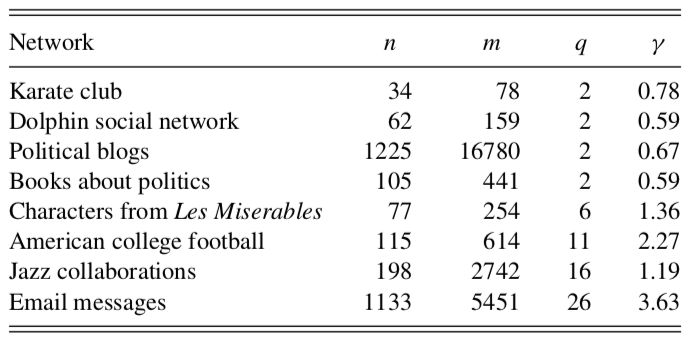 Network n m q γ
Karate club 34 78 2 0.78
Dolphin social network 62 159 2 0.59
Political blogs 1225 16780 2 0.67
Books about politics 105 441 2 0.59
Characters from Les Miserables 77 254 6 1.36
American college football 115 614 11 2.27
Jazz collaborations 198 2742 16 1.19
Email messages 1133 5451 26 3.63